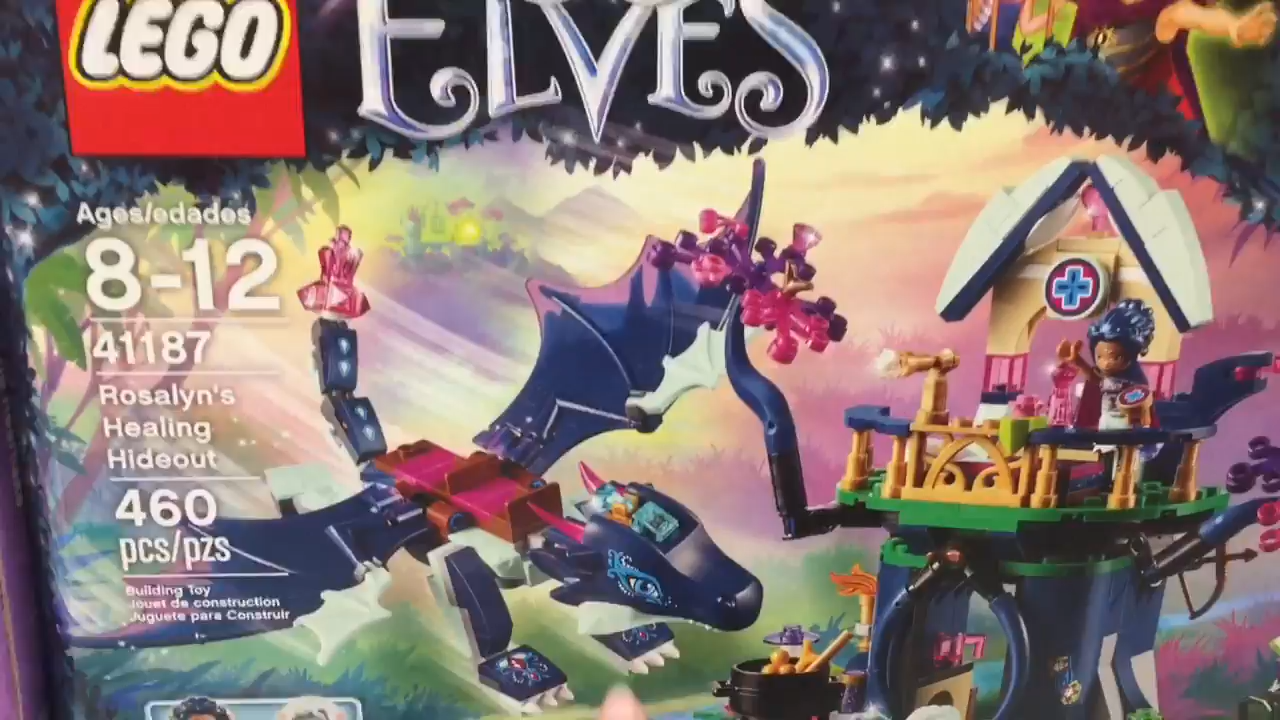 LEGO
ELVES
Ages/edades
8-12
41187
Rosalyn's
Healing
Hideout
460
pcs/pzs
Building Toy
Jouet de construction
Juguete para Construir